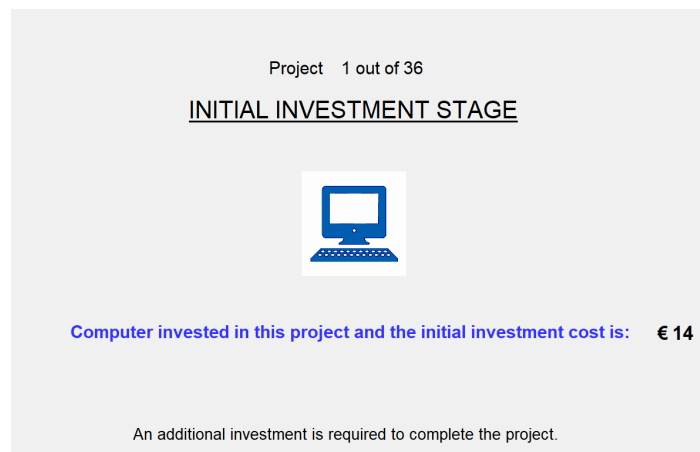 Project 1 out of 36
INITIAL INVESTMENT STAGE
Computer invested in this project and the initial investment cost is: € 14
An additional investment is required to complete the project.